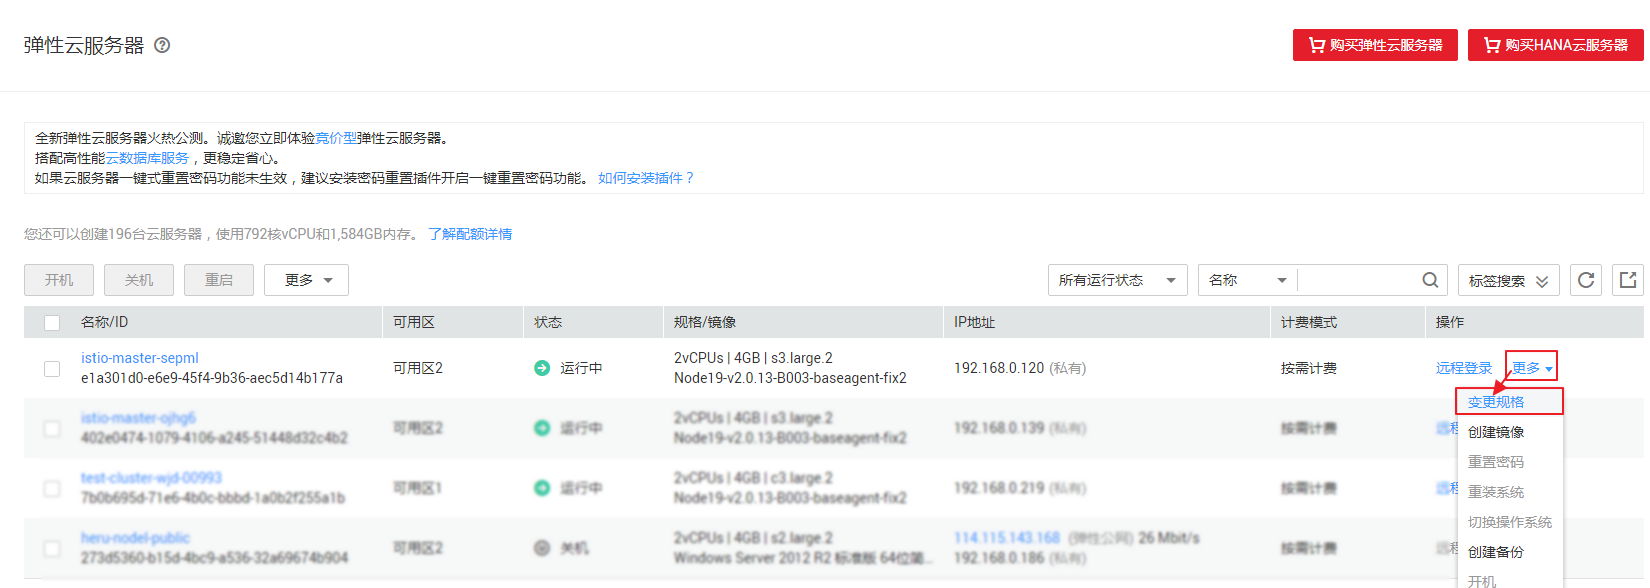 弹性云服务器 ?
购买弹性云服务器
购买HANA云服务器
全新弹性云服务器火热公测。诚邀您立即体验竞价型弹性云服务器。
搭配高性能云数据库服务，更稳定省心。
如果云服务器一键式重置密码功能未生效，建议安装密码重置插件开启一键重置密码功能。 如何安装插件？
您还可以创建196台云服务器，使用792核vCPU和1,584GB内存。 了解配额详情
开机 关机 重启 更多 所有运行状态 名称 标签搜索
名称/ID 可用区 状态 规格/镜像 IP地址 计费模式 操作
istio-master-sepml
e1a301d0-e6e9-45f4-9b36-aec5d14b177a
可用区2
运行中
2vCPUs | 4GB | s3.large.2
Node19-v2.0.13-B003-baseagent-fix2
192.168.0.120 (私有)
按需计费
远程登录 更多
istio-master-ojhg6
402e0474-1079-4106-a245-51448d32c4b2
可用区2
运行中
2vCPUs | 4GB | s3.large.2
Node19-v2.0.13-B003-baseagent-fix2
192.168.0.139 (私有)
按需计费
远程
test-cluster-wjd-00993
7b0b695d-71e6-4b0c-bbbd-1a0b2f255a1b
可用区1
运行中
2vCPUs | 4GB | c3.large.2
Node19-v2.0.13-B003-baseagent-fix2
192.168.0.219 (私有)
按需计费
远程
heru-nodel-public
273d5360-b15d-4bc9-a536-32a69674b904
可用区2
关机
2vCPUs | 4GB | s2.large.2
Windows Server 2012 R2 标准版 64位简...
114.115.143.168 (弹性公网) 26 Mbit/s
192.168.0.186 (私有)
按需计费
远程
变更规格
创建镜像
重置密码
重装系统
切换操作系统
创建备份
开机